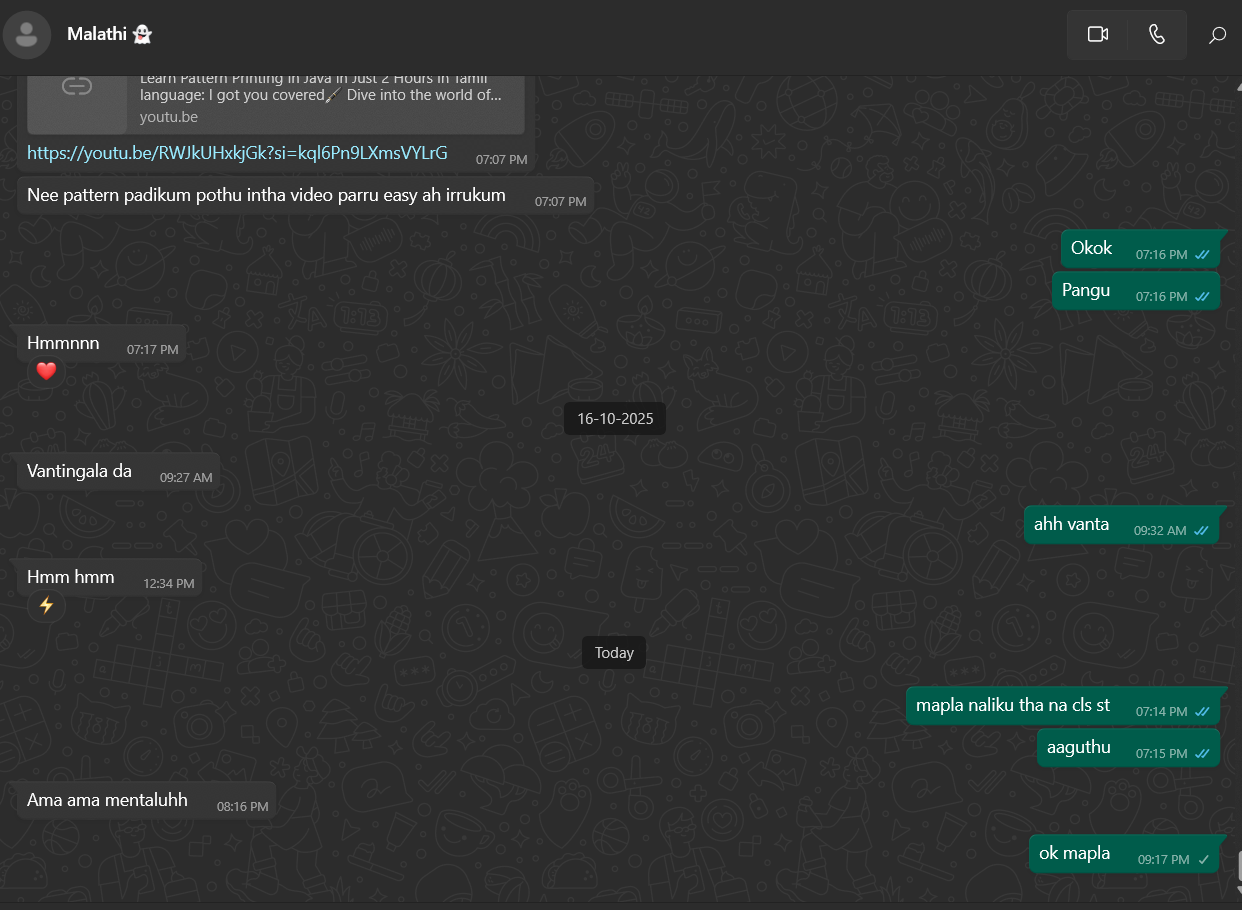 Malathi 👻
Learn Pattern Printing in Java in Just 2 Hours in Tamil
language: I got you covered🖌 Dive into the world of...
youtu.be
https://youtu.be/RWJkUHxkjGk?si=kql6Pn9LXmsVYLrG 07:07 PM
Nee pattern padikum pothu intha video parru easy ah irrukum 07:07 PM
Okok 07:16 PM
Pangu 07:16 PM
Hmmnnn 07:17 PM
❤️
16-10-2025
Vantingala da 09:27 AM
ahh vanta 09:32 AM
Hmm hmm 12:34 PM
⚡
Today
mapla naliku tha na cls st 07:14 PM
aaguthu 07:15 PM
Ama ama mentaluhh 08:16 PM
ok mapla 09:17 PM